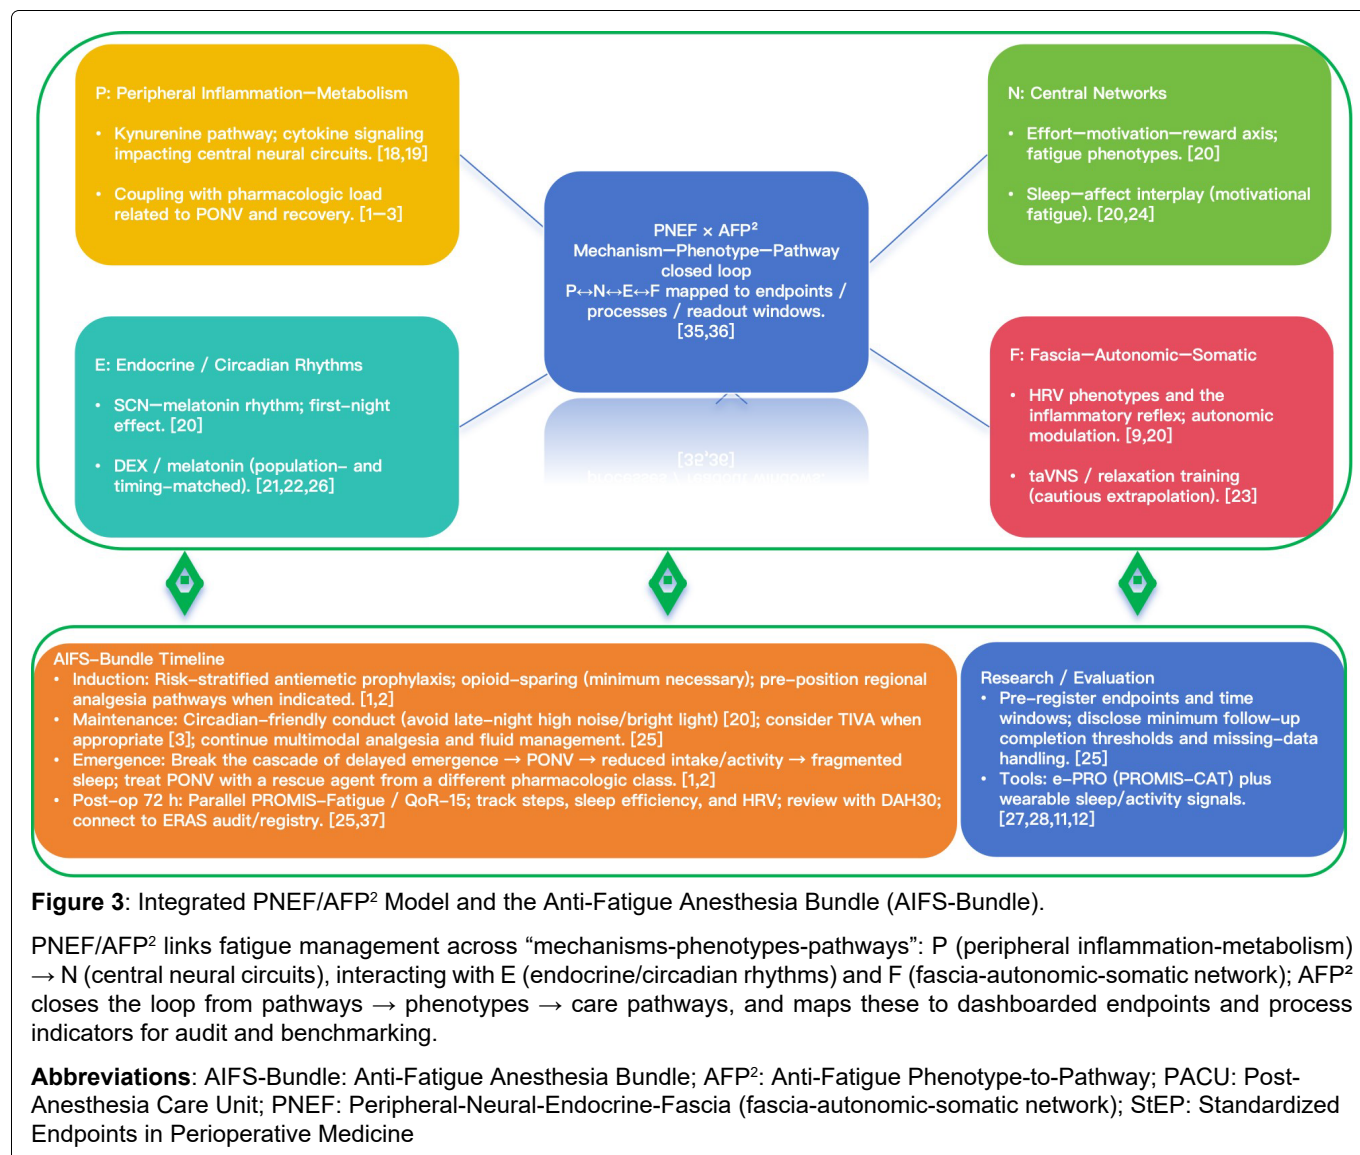 P: Peripheral Inflammation—Metabolism
• Kynurenine pathway; cytokine signaling
impacting central neural circuits. [18,19]
• Coupling with pharmacologic load
related to PONV and recovery. [1—3]
N: Central Networks
• Effort—motivation—reward axis;
fatigue phenotypes. [20]
• Sleep—affect interplay (motivational
fatigue). [20,24]
PNEF × AFP²
Mechanism—Phenotype—Pathway
closed loop
P↔N↔E↔F mapped to endpoints /
processes / readout windows.
[35,36]
E: Endocrine / Circadian Rhythms
• SCN—melatonin rhythm; first-night
effect. [20]
• DEX / melatonin (population- and
timing-matched). [21,22,26]
F: Fascia—Autonomic—Somatic
• HRV phenotypes and the
inflammatory reflex; autonomic
modulation. [9,20]
• taVNS / relaxation training
(cautious extrapolation). [23]
AIFS-Bundle Timeline
• Induction: Risk-stratified antiemetic prophylaxis; opioid-sparing (minimum necessary); pre-position regional
analgesia pathways when indicated. [1,2]
• Maintenance: Circadian-friendly conduct (avoid late-night high noise/bright light) [20]; consider TIVA when
appropriate [3]; continue multimodal analgesia and fluid management. [25]
• Emergence: Break the cascade of delayed emergence → PONV → reduced intake/activity → fragmented
sleep; treat PONV with a rescue agent from a different pharmacologic class. [1,2]
• Post-op 72 h: Parallel PROMIS-Fatigue / QoR-15; track steps, sleep efficiency, and HRV; review with DAH30;
connect to ERAS audit/registry. [25,37]
Research / Evaluation
• Pre-register endpoints and time
windows; disclose minimum follow-up
completion thresholds and missing-data
handling. [25]
• Tools: e-PRO (PROMIS-CAT) plus
wearable sleep/activity signals.
[27,28,11,12]
Figure 3: Integrated PNEF/AFP² Model and the Anti-Fatigue Anesthesia Bundle (AIFS-Bundle).
PNEF/AFP² links fatigue management across “mechanisms-phenotypes-pathways”: P (peripheral inflammation-metabolism)
→ N (central neural circuits), interacting with E (endocrine/circadian rhythms) and F (fascia-autonomic-somatic network); AFP²
closes the loop from pathways → phenotypes → care pathways, and maps these to dashboarded endpoints and process
indicators for audit and benchmarking.
Abbreviations: AIFS-Bundle: Anti-Fatigue Anesthesia Bundle; AFP²: Anti-Fatigue Phenotype-to-Pathway; PACU: Post-
Anesthesia Care Unit; PNEF: Peripheral-Neural-Endocrine-Fascia (fascia-autonomic-somatic network); StEP: Standardized
Endpoints in Perioperative Medicine